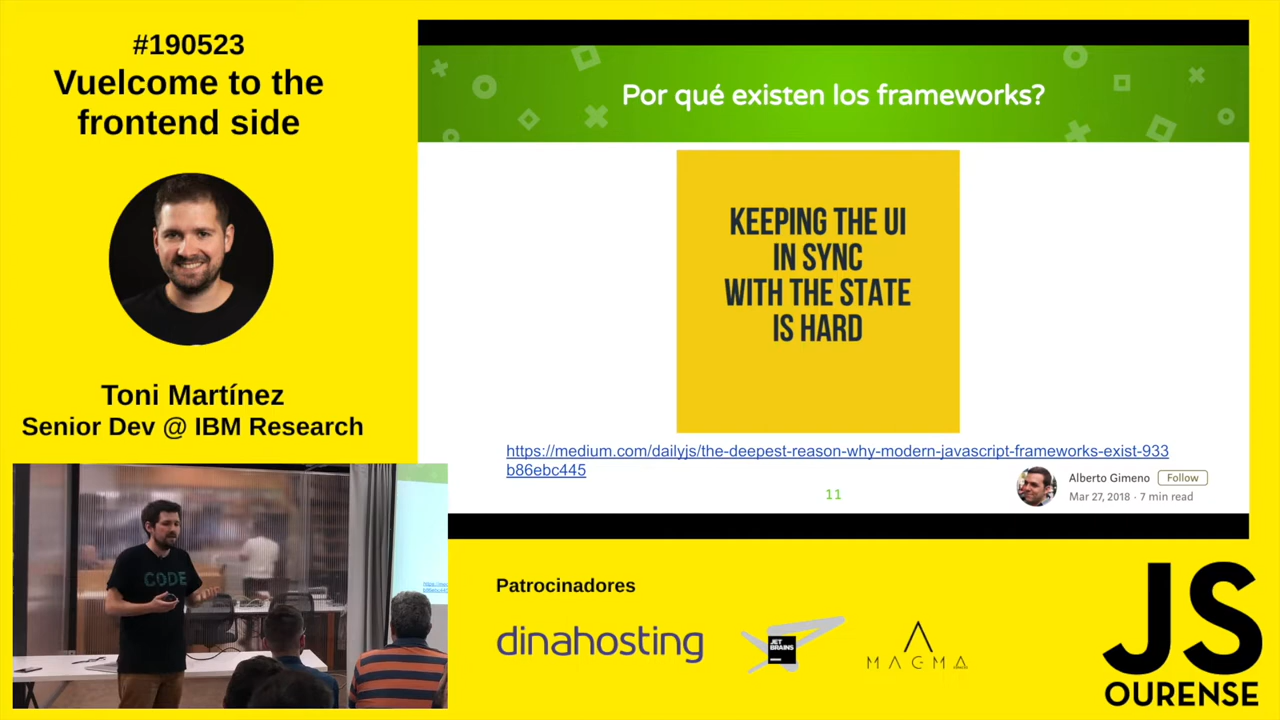 #190523
Vuelcome to the
frontend side
Toni Martínez
Senior Dev @ IBM Research
CODE
Por qué existen los frameworks?
KEEPING THE UI
IN SYNC
WITH THE STATE
IS HARD
https://medium.com/dailyjs/the-deepest-reason-why-modern-javascript-frameworks-exist-933
b86ebc445
Alberto Gimeno
Follow
Mar 27, 2018 · 7 min read
11
Patrocinadores
dinahosting
JET
BRAINS
MAGMA
JS
OURENSE